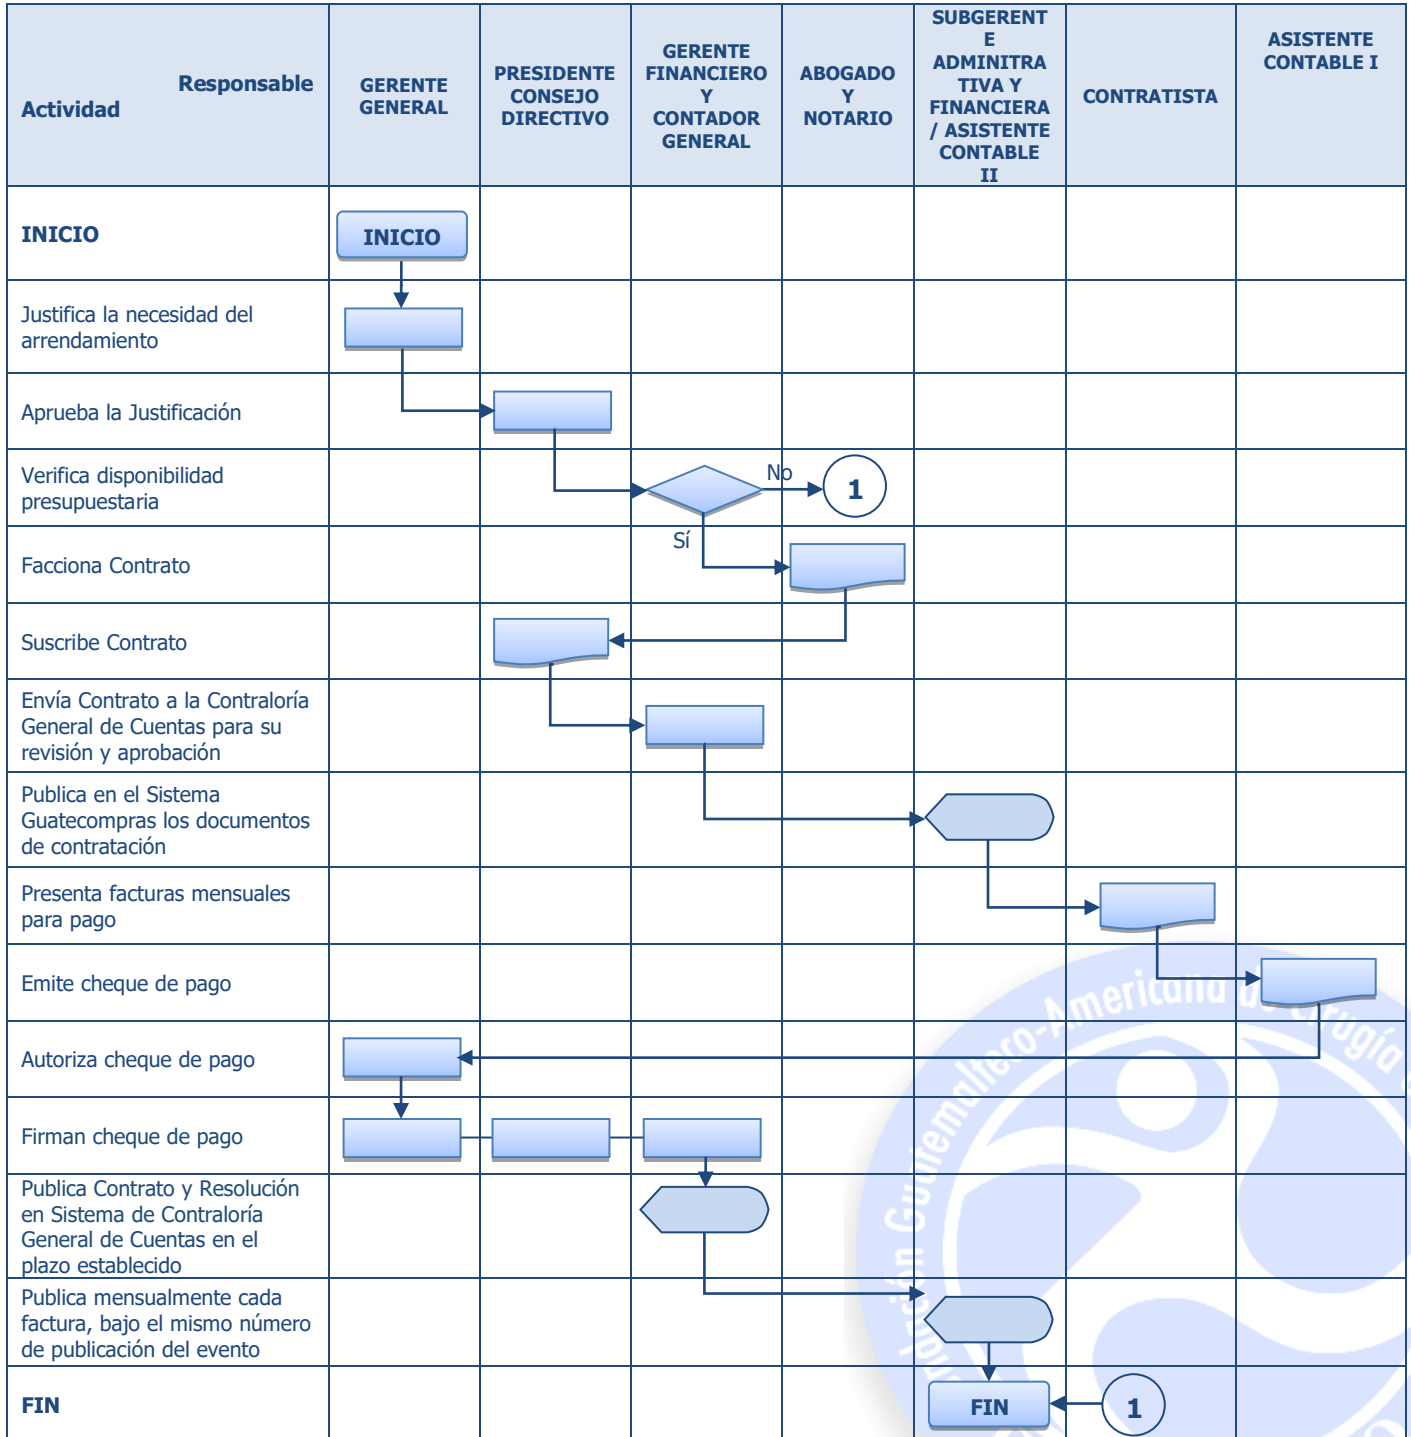 Responsable
Actividad
GERENTE
GENERAL
PRESIDENTE
CONSEJO
DIRECTIVO
GERENTE
FINANCIERO
Y
CONTADOR
GENERAL
ABOGADO
Y
NOTARIO
SUBGERENT
E
ADMINITRA
TIVA Y
FINANCIERA
/ ASISTENTE
CONTABLE
II
CONTRATISTA
ASISTENTE
CONTABLE I
INICIO
INICIO
Justifica la necesidad del
arrendamiento
Aprueba la Justificación
Verifica disponibilidad
presupuestaria
No
1
Sí
Facciona Contrato
Suscribe Contrato
Envía Contrato a la Contraloría
General de Cuentas para su
revisión y aprobación
Publica en el Sistema
Guatecompras los documentos
de contratación
Presenta facturas mensuales
para pago
Emite cheque de pago
Autoriza cheque de pago
Firman cheque de pago
Publica Contrato y Resolución
en Sistema de Contraloría
General de Cuentas en el
plazo establecido
Publica mensualmente cada
factura, bajo el mismo número
de publicación del evento
FIN
FIN
1
Guatemalteco-Americana de Cirugía